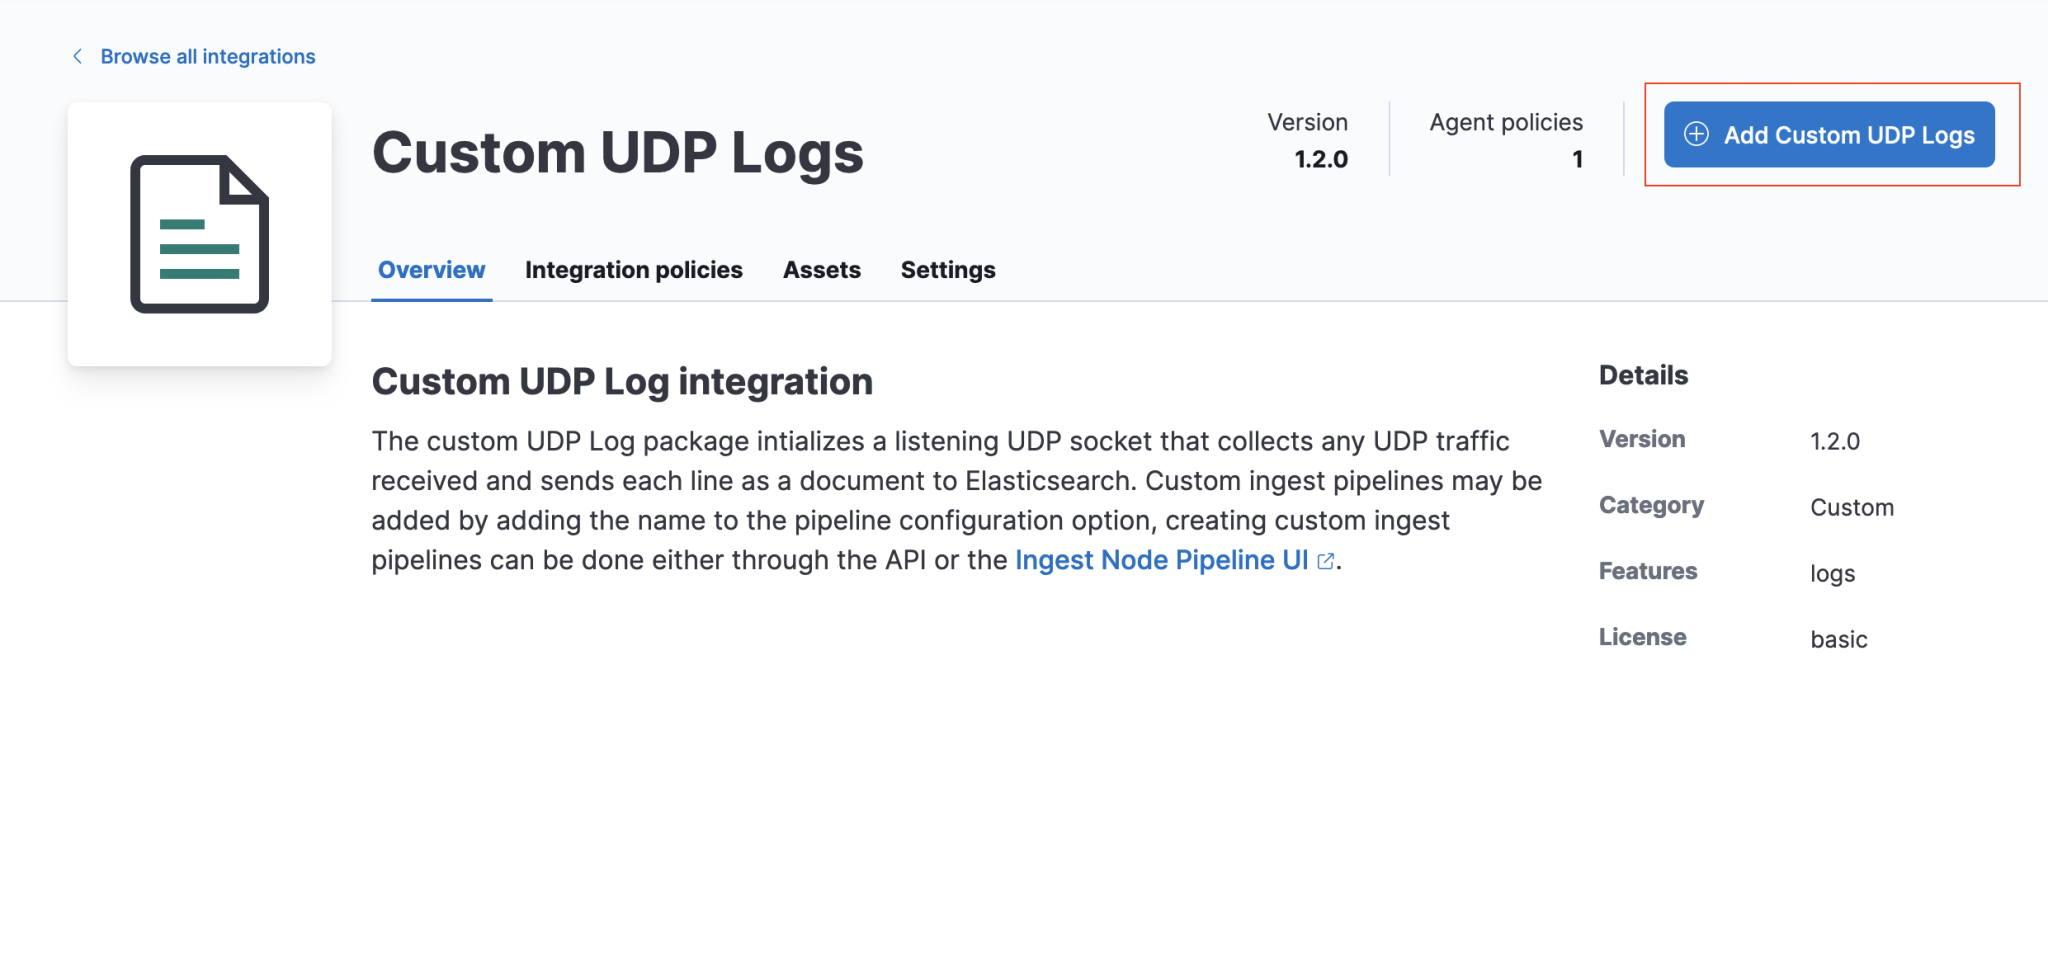 Browse all integrations
Custom UDP Logs
Version
1.2.0
Agent policies
1
Add Custom UDP Logs
Overview
Integration policies
Assets
Settings
Custom UDP Log integration
The custom UDP Log package intializes a listening UDP socket that collects any UDP traffic
received and sends each line as a document to Elasticsearch. Custom ingest pipelines may be
added by adding the name to the pipeline configuration option, creating custom ingest
pipelines can be done either through the API or the Ingest Node Pipeline UI.
Details
Version 1.2.0
Category Custom
Features logs
License basic